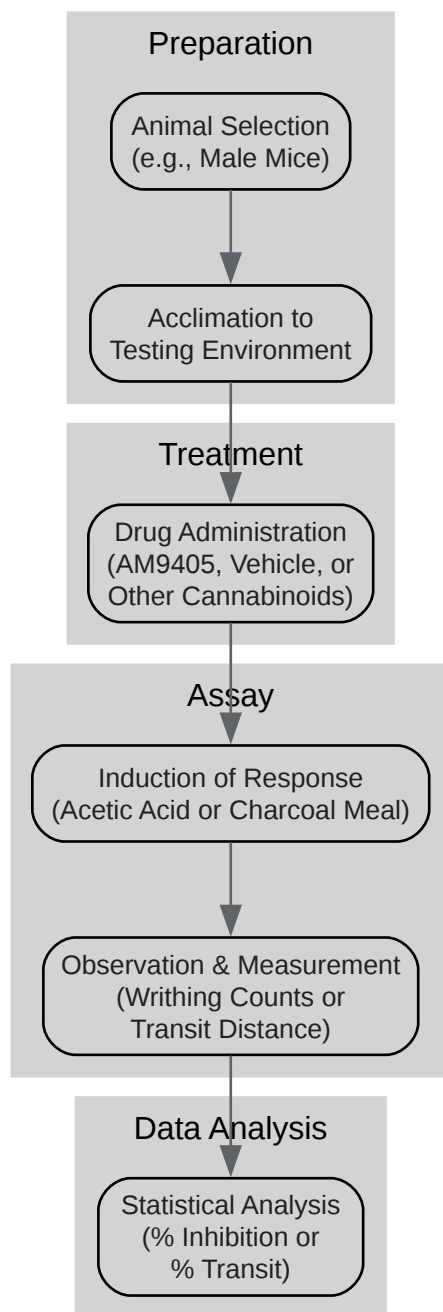 Preparation
Animal Selection
(e.g., Male Mice)
Acclimation to
Testing Environment
Treatment
Drug Administration
(AM9405, Vehicle, or
Other Cannabinoids)
Assay
Induction of Response
(Acetic Acid or Charcoal Meal)
Observation & Measurement
(Writhing Counts or
Transit Distance)
Data Analysis
Statistical Analysis
(% Inhibition or
% Transit)